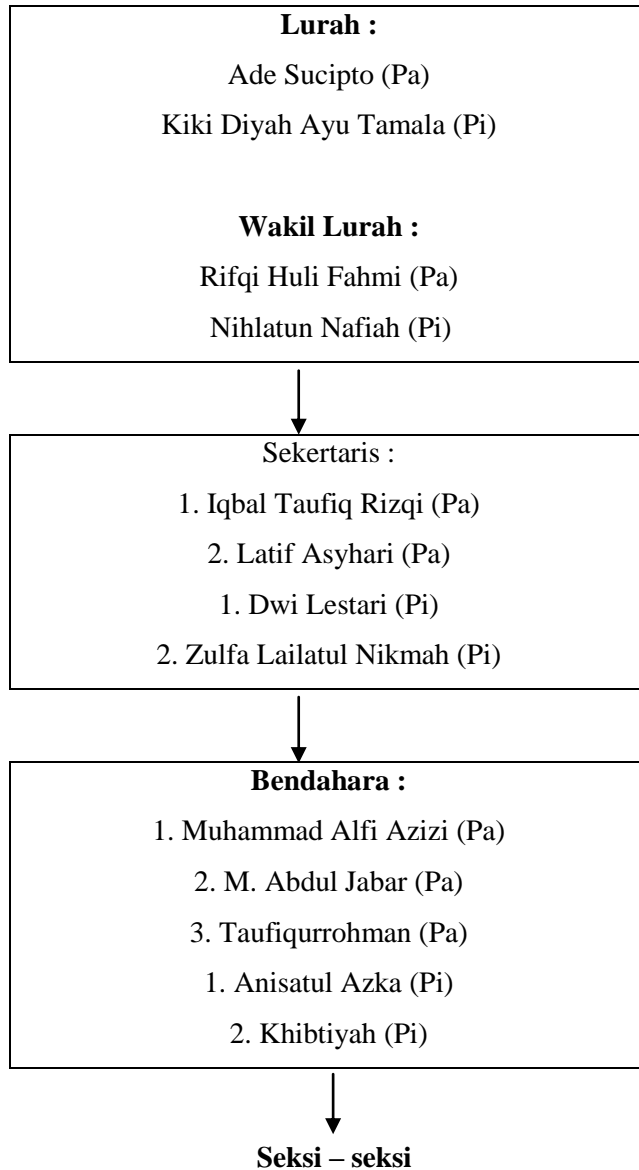 Lurah :
Ade Sucipto (Pa)
Kiki Diyah Ayu Tamala (Pi)
Wakil Lurah :
Rifqi Huli Fahmi (Pa)
Nihlatun Nafiah (Pi)
Sekertaris :
1. Iqbal Taufiq Rizqi (Pa)
2. Latif Asyhari (Pa)
1. Dwi Lestari (Pi)
2. Zulfa Lailatul Nikmah (Pi)
Bendahara :
1. Muhammad Alfi Azizi (Pa)
2. M. Abdul Jabar (Pa)
3. Taufiqurrohman (Pa)
1. Anisatul Azka (Pi)
2. Khibtiyah (Pi)
Seksi – seksi